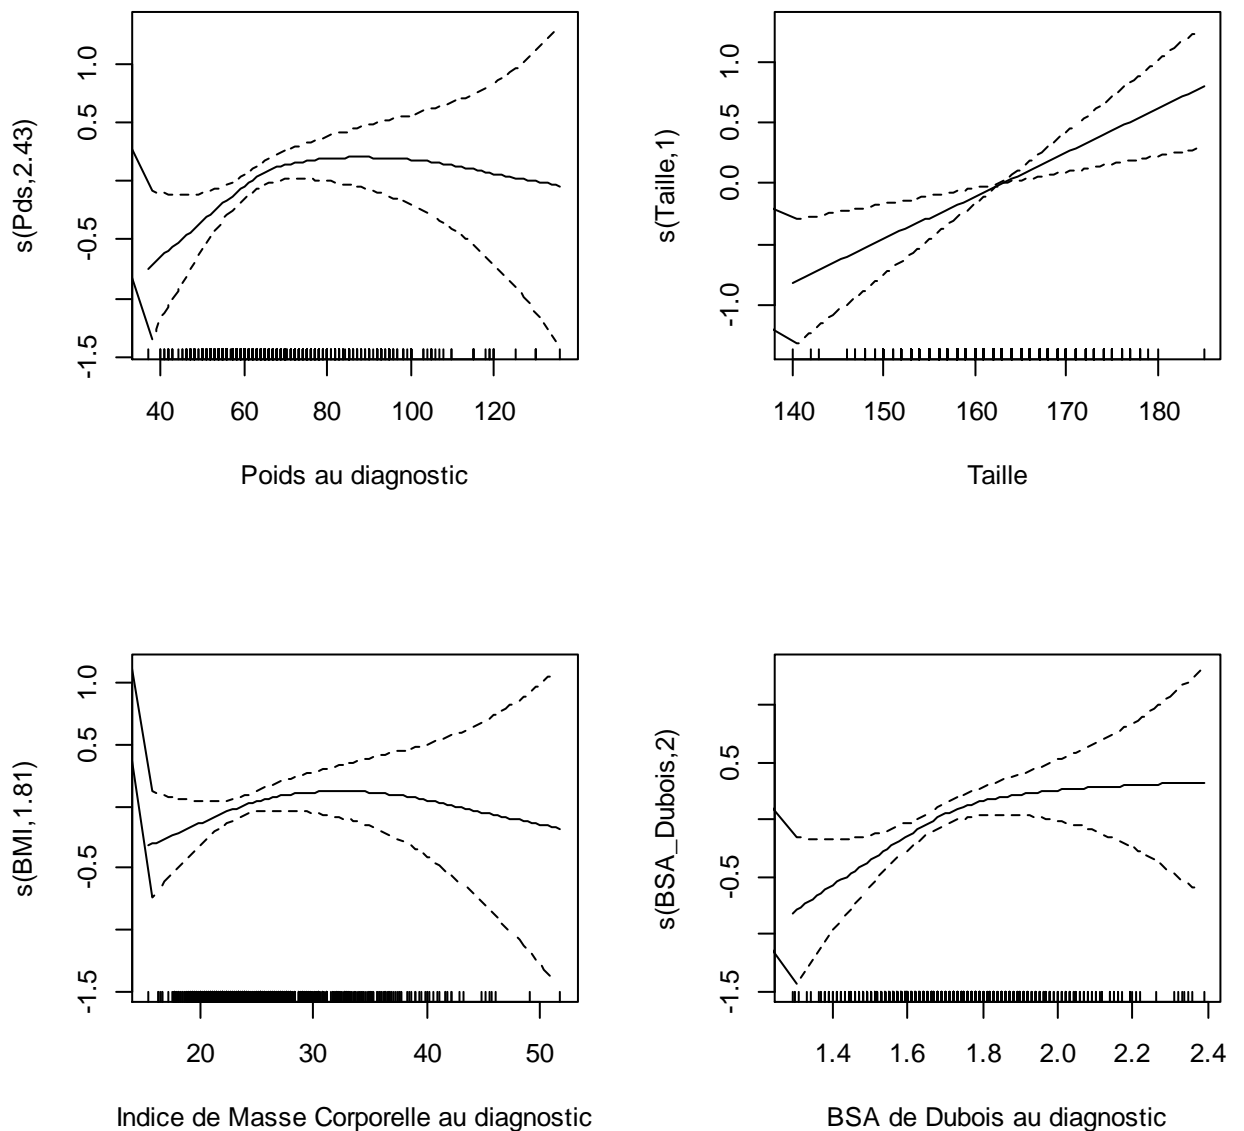 s(Pds,2.43)
1.0
0.5
0.0
-0.5
-1.5
40 60 80 100 120
Poids au diagnostic
s(Taille,1)
1.0
0.5
0.0
-1.0
140 150 160 170 180
Taille
s(BMI,1.81)
1.0
0.5
-0.5
-1.5
20 30 40 50
Indice de Masse Corporelle au diagnostic
s(BSA_Dubois,2)
0.5
-0.5
-1.5
1.4 1.6 1.8 2.0 2.2 2.4
BSA de Dubois au diagnostic